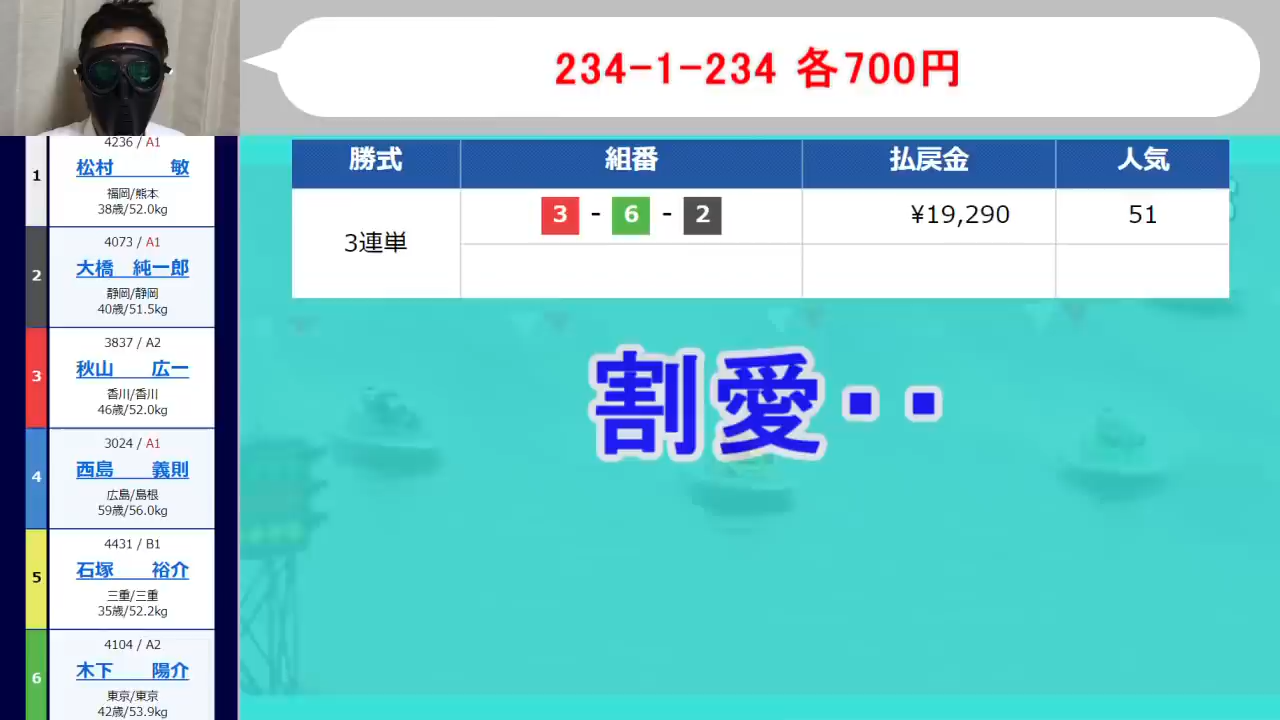 234-1-234 各700円
4236 / A1
1
松村 敏
福岡/熊本
38歳/52.0kg
4073 / A1
2
大橋 純一郎
静岡/静岡
40歳/51.5kg
3837 / A2
3
秋山 広一
香川/香川
46歳/52.0kg
3024 / A1
4
西島 義則
広島/島根
59歳/56.0kg
4431 / B1
5
石塚 裕介
三重/三重
35歳/52.2kg
4104 / A2
6
木下 陽介
東京/東京
42歳/53.9kg
勝式 組番 払戻金 人気
3連単 3 - 6 - 2 ¥19,290 51
割愛・・